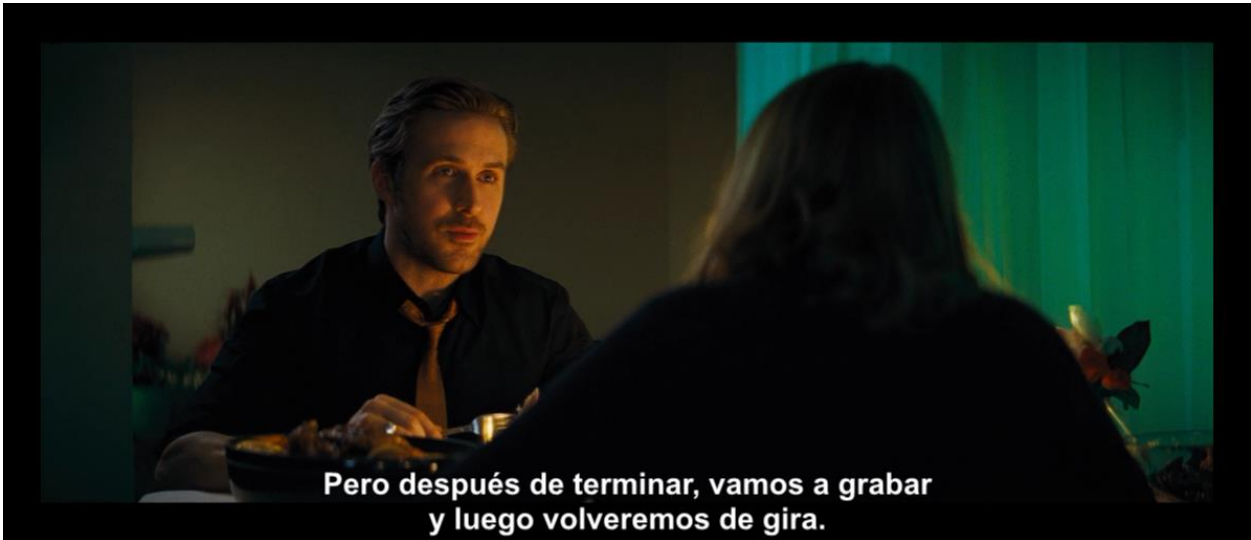 Pero después de terminar, vamos a grabar
y luego volveremos de gira.